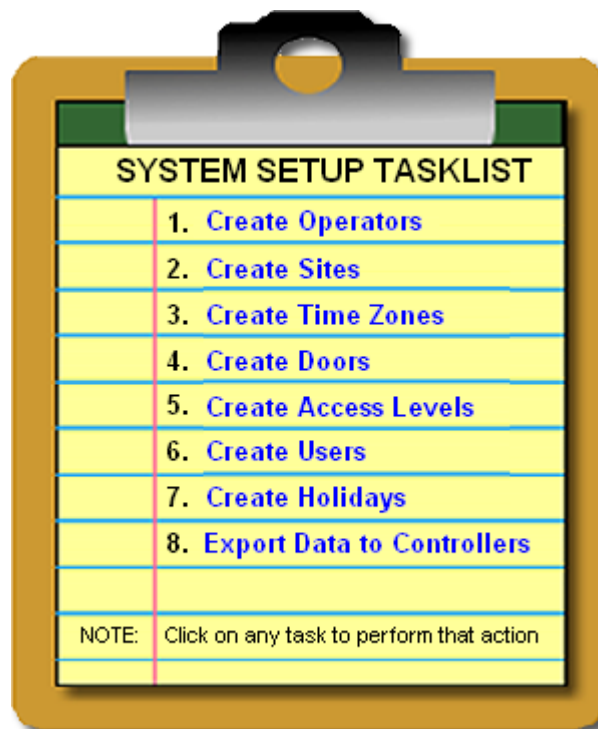 SYSTEM SETUP TASKLIST
1. Create Operators
2. Create Sites
3. Create Time Zones
4. Create Doors
5. Create Access Levels
6. Create Users
7. Create Holidays
8. Export Data to Controllers
NOTE: Click on any task to perform that action